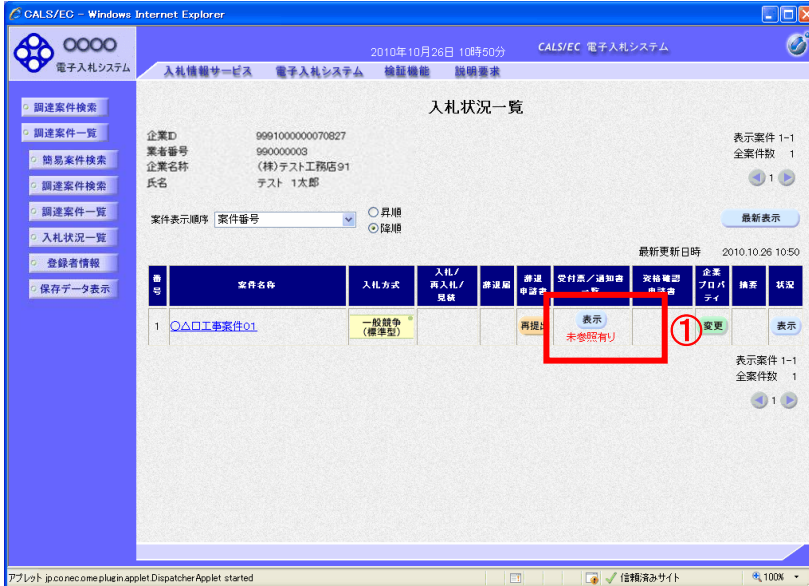 CALS/EC - Windows Internet Explorer
OOOO
電子入札システム
2010年10月26日 10時50分
CALS/EC 電子入札システム
入札情報サービス 電子入札システム 検証機能 説明要求
調達案件検索
調達案件一覧
簡易案件検索
調達案件検索
調達案件一覧
入札状況一覧
登録者情報
保存データ表示
入札状況一覧
企業ID 9991000000070827
業者番号 990000003
企業名称 (株)テスト工務店91
氏名 テスト 1太郎
表示案件 1-1
全案件数 1
1
案件表示順序 案件番号
昇順
降順
最新表示
最新更新日時 2010.10.26 10:50
番号 案件名称 入札方式 入札/再入札/見積 辞退届 辞退申請書 受付票/通知書一覧 資格確認申請書 企業プロパティ 摘要 状況
1 〇△口工事案件01 一般競争(標準型) 再提出 表示 未参照有り ① 変更 表示
表示案件 1-1
全案件数 1
1
アプレット jp.co.nec.ome.plugin.applet.DispatcherApplet started
信頼済みサイト
100%